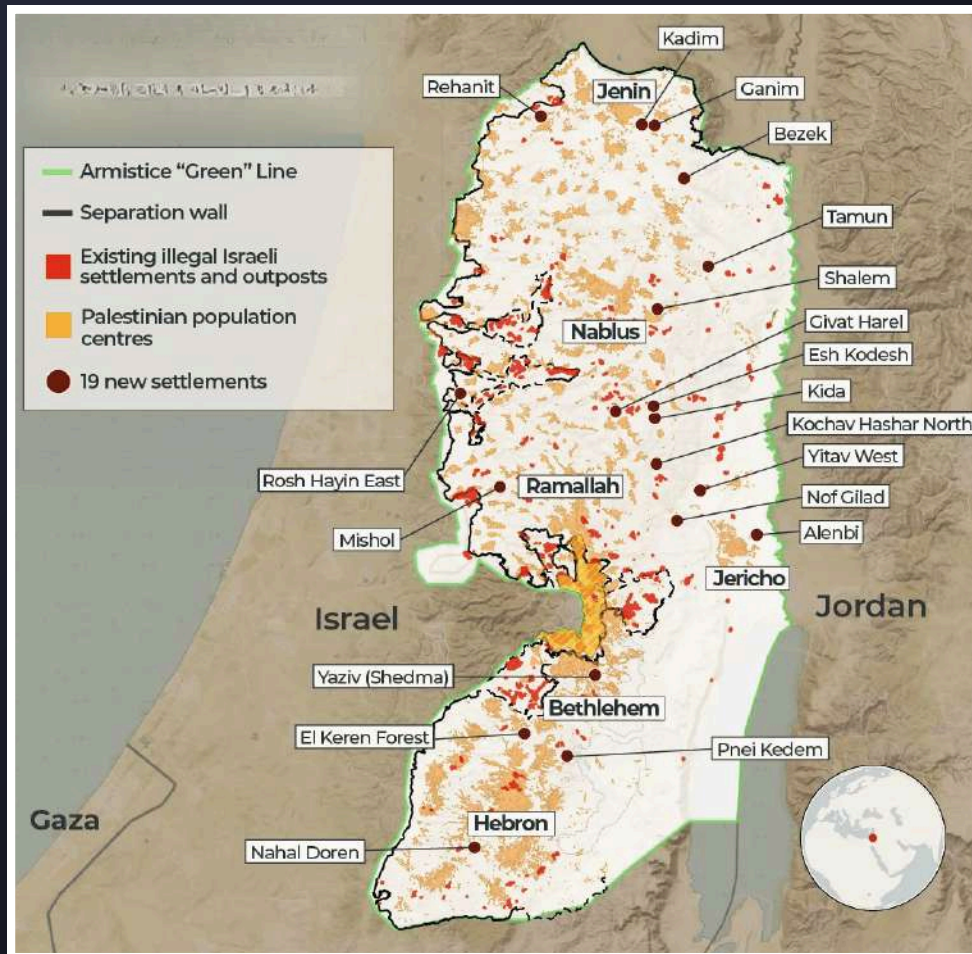 Kadim
Rehanit
Jenin
Ganim
Bezek
Armistice “Green” Line
Separation wall
Existing illegal Israeli
settlements and outposts
Palestinian population
centres
19 new settlements
Tamun
Shalem
Givat Harel
Nablus
Esh Kodesh
Kida
Kochav Hashar North
Rosh Hayin East
Ramallah
Yitav West
Nof Gilad
Mishol
Alenbi
Jericho
Israel
Jordan
Yaziv (Shedma)
Bethlehem
El Keren Forest
Pnei Kedem
Gaza
Hebron
Nahal Doren